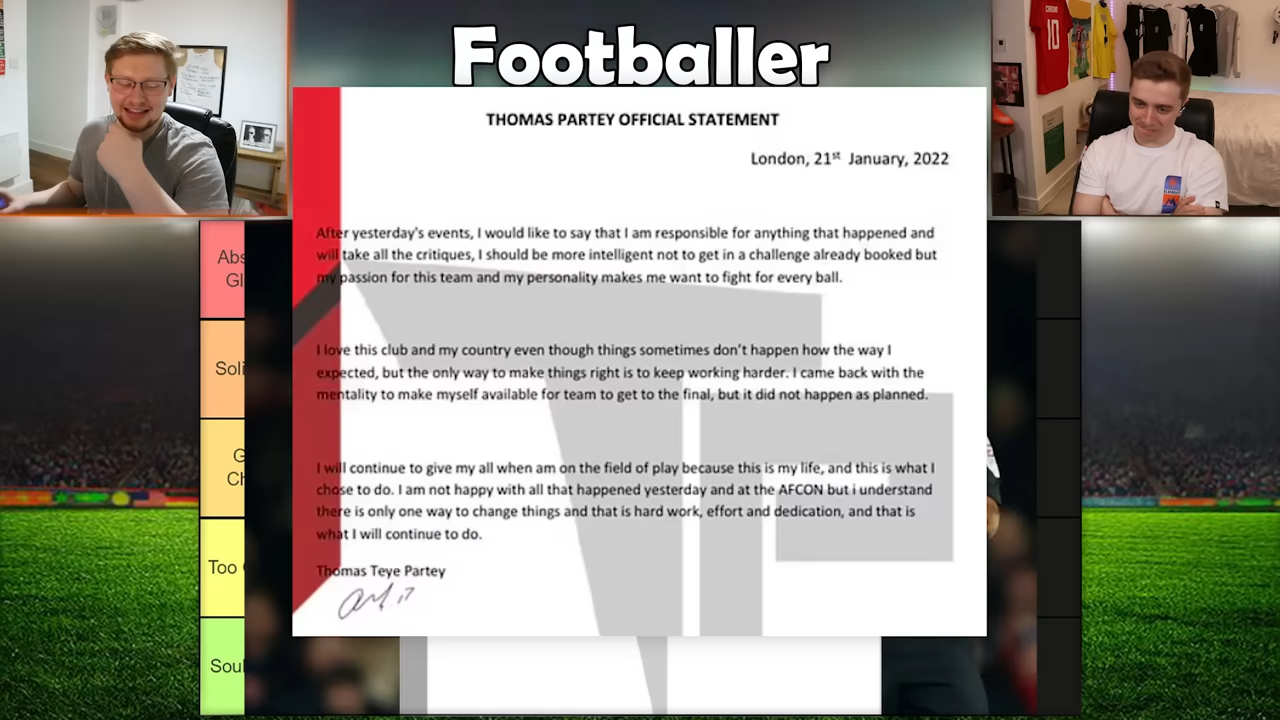 Footballer
THOMAS PARTEY OFFICIAL STATEMENT
London, 21st January, 2022
After yesterday's events, I would like to say that I am responsible for anything that happened and
will take all the critiques, I should be more intelligent not to get in a challenge already booked but
my passion for this team and my personality makes me want to fight for every ball.
I love this club and my country even though things sometimes don't happen how the way I
expected, but the only way to make things right is to keep working harder. I came back with the
mentality to make myself available for team to get to the final, but it did not happen as planned.
I will continue to give my all when am on the field of play because this is my life, and this is what I
chose to do. I am not happy with all that happened yesterday and at the AFCON but i understand
there is only one way to change things and that is hard work, effort and dedication, and that is
what I will continue to do.
Thomas Teye Partey
Abs
Gl
Soli
G
Ch
Too
Soul
10